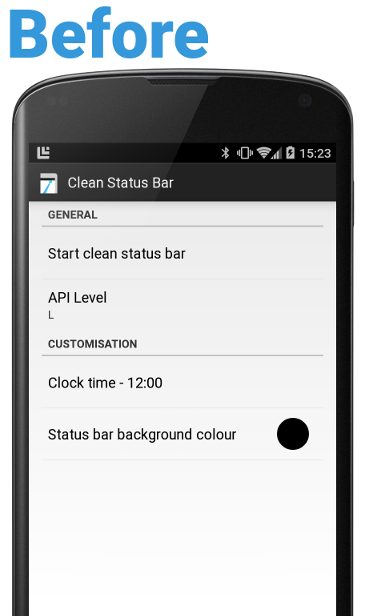 Before
15:23
Clean Status Bar
GENERAL
Start clean status bar
API Level
L
CUSTOMISATION
Clock time - 12:00
Status bar background colour